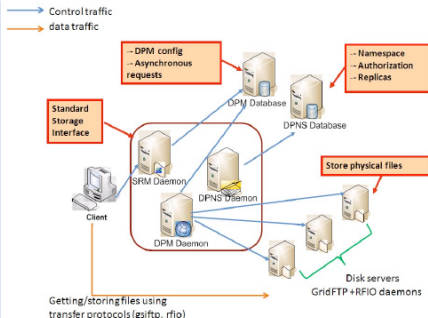 Control traffic
data traffic
-- DPM config
-- Asynchronous
requests
-- Namespace
-- Authorization
-- Replicas
DPM Database
DPNS Database
Standard
Storage
Interface
SRM Daemon
DPNS Daemon
Store physical files
Client
DPM Daemon
Disk servers
GridFTP +RFIO daemons
Getting/storing files using
transfer protocols (gsiftp, rfio)